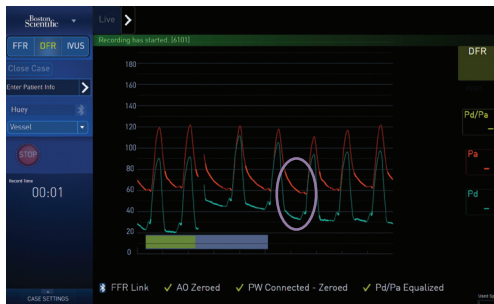 Boston
Scientific
Live
Recording has started. [6101]
FFR DFR IVUS
DFR
Close Case
Enter Patient Info
Huey
Vessel
STOP
Record Time
00:01
180
160
140
120
100
80
60
40
20
0
Pd/Pa
Pa
–
Pd
–
FFR Link AO Zeroed PW Connected - Zeroed Pd/Pa Equalized
CASE SETTINGS